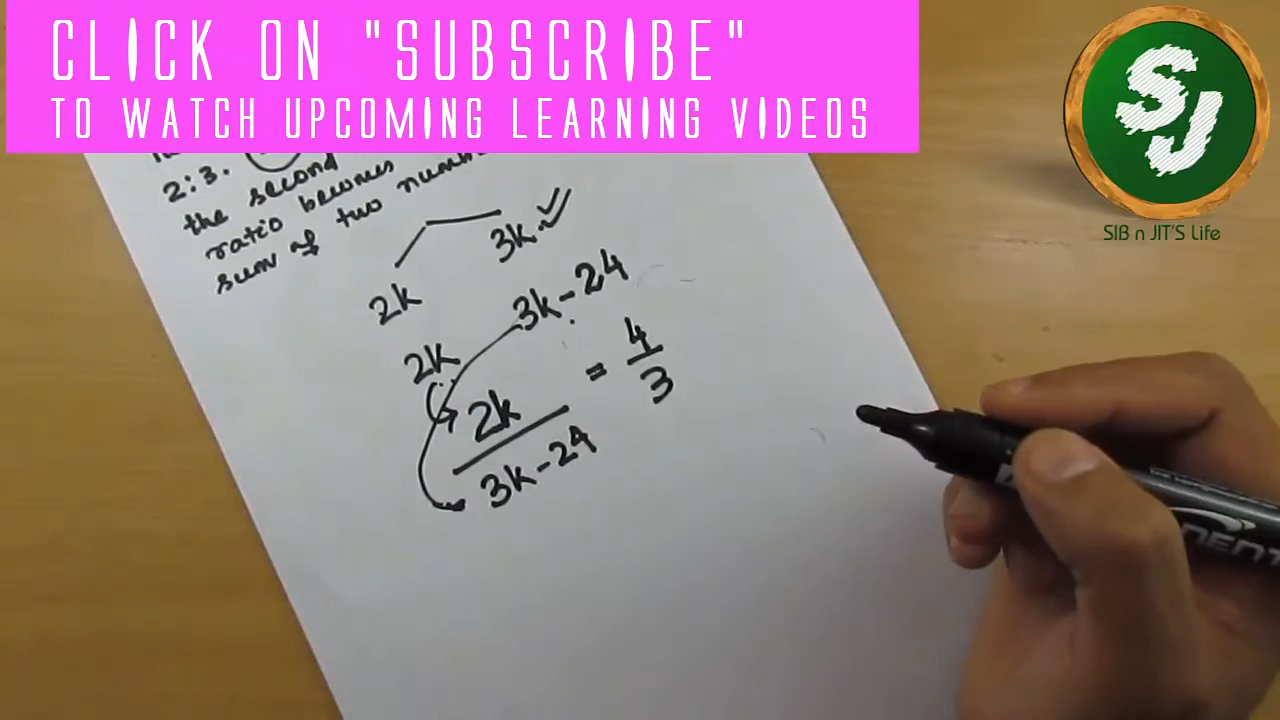 CLICK ON "SUBSCRIBE"
TO WATCH UPCOMING LEARNING VIDEOS
SJ
SIB n JIT'S Life
2:3.
the second
ratio becomes
sum of two
3k
2k
3k-24
2k
2k = 4
3k-24 3